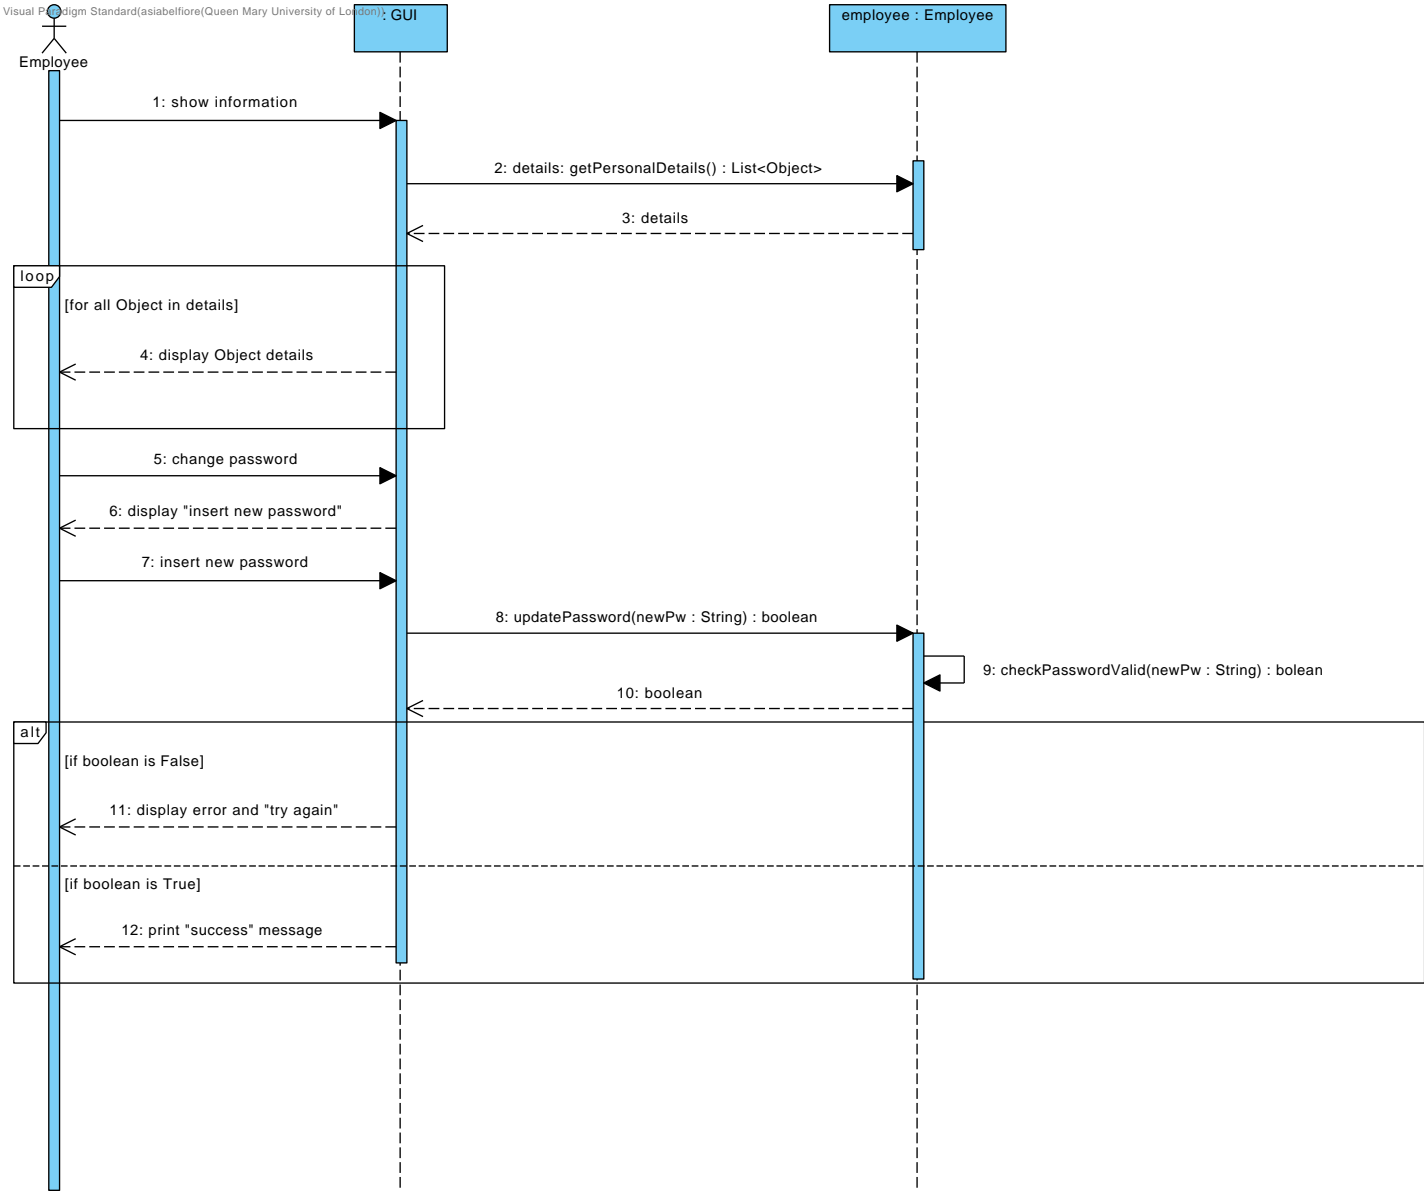 Visual Paradigm Standard(asiabelfiore(Queen Mary University of London))
: GUI
employee : Employee
Employee
1: show information
2: details: getPersonalDetails() : List<Object>
3: details
loop
[for all Object in details]
4: display Object details
5: change password
6: display "insert new password"
7: insert new password
8: updatePassword(newPw : String) : boolean
9: checkPasswordValid(newPw : String) : bolean
10: boolean
alt
[if boolean is False]
11: display error and "try again"
[if boolean is True]
12: print "success" message